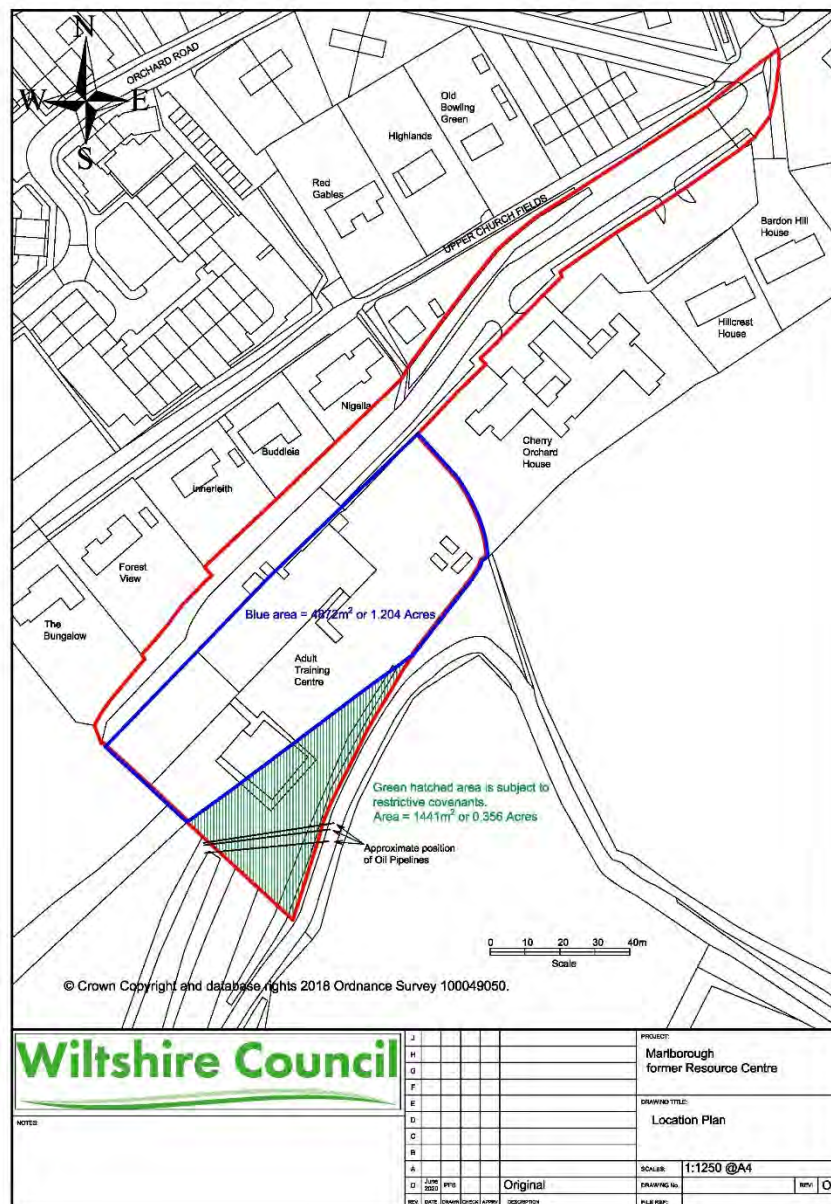 N
W E
S
ORCHARD ROAD
Old
Bowling
Green
Highlands
Red
Gables
UPPER CHURCH FIELDS
Bardon Hill
House
Hillcrest
House
Nigella
Cherry
Orchard
House
Buddleia
Innerleith
Forest
View
The
Bungalow
Blue area = 4872m² or 1.204 Acres
Adult
Training
Centre
Green hatched area is subject to
restrictive covenants.
Area = 1441m² or 0.356 Acres
Approximate position
of Oil Pipelines
0 10 20 30 40m
Scale
© Crown Copyright and database rights 2018 Ordnance Survey 100049050.
Wiltshire Council
NOTES:
J
H
G
F
E
D
C
B
A
O June 2020 Original
REV DATE DRAWN CHECK APPRV DESCRIPTION
PROJECT:
Marlborough
former Resource Centre
DRAWING TITLE:
Location Plan
SCALES: 1:1250 @A4
DRAWING No. REV: O
FILE REF: